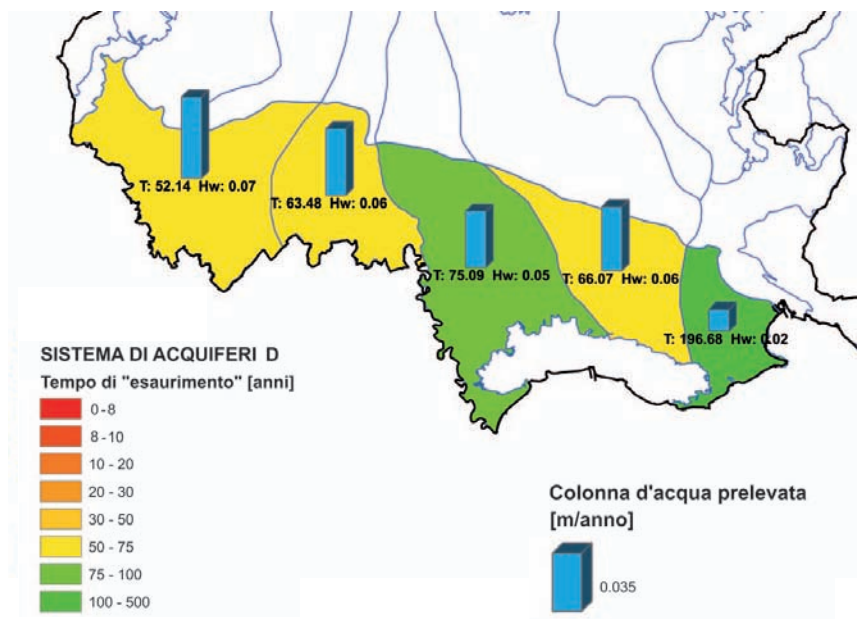 T: 52.14 Hw: 0.07
T: 63.48 Hw: 0.06
T: 75.09 Hw: 0.05
T: 66.07 Hw: 0.06
T: 196.68 Hw: 0.02
SISTEMA DI ACQUIFERI D
Tempo di "esaurimento" [anni]
0-8
8-10
10 - 20
20 - 30
30 - 50
50 - 75
75 - 100
100 - 500
Colonna d'acqua prelevata
[m/anno]
0.035